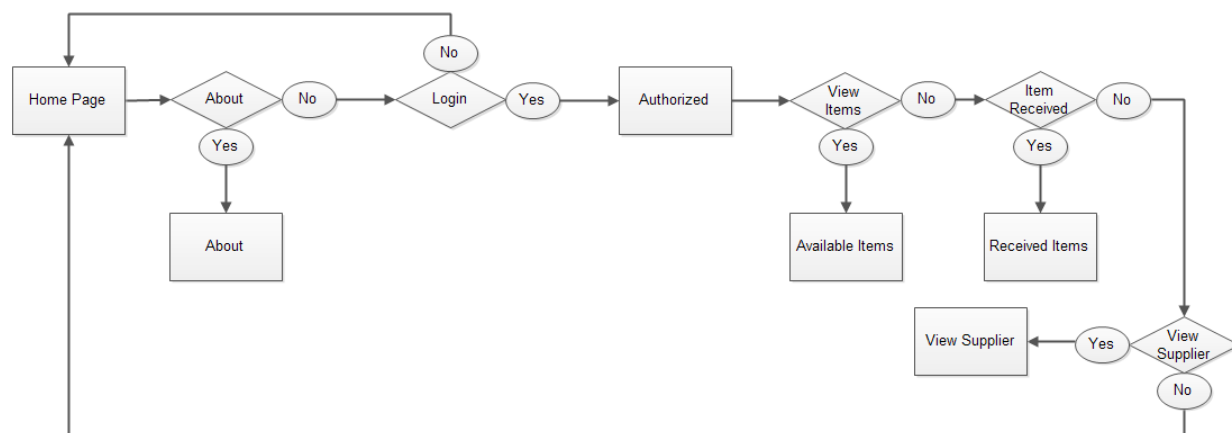 No
Home Page
About
No
Login
Yes
Authorized
View
Items
No
Item
Received
No
Yes
Yes
Yes
About
Available Items
Received Items
View Supplier
Yes
View
Supplier
No